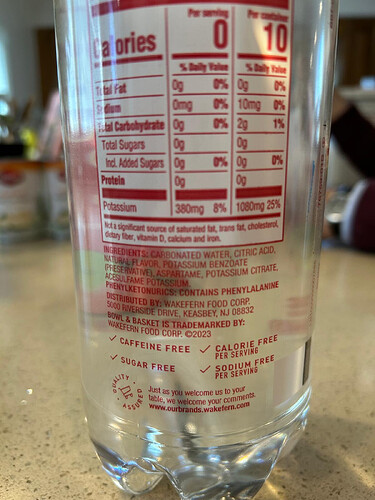 Per serving Per container
Calories 0 10
% Daily Value % Daily Value
Total Fat 0g 0% 0g 0%
Sodium 0mg 0% 10mg 0%
Total Carbohydrate 0g 0% 2g 1%
Total Sugars 0g 0g
Incl. Added Sugars 0g 0% 0g 0%
Protein 0g 0g
Potassium 380mg 8% 1080mg 25%
Not a significant source of saturated fat, trans fat, cholesterol,
dietary fiber, vitamin D, calcium and iron.
INGREDIENTS: CARBONATED WATER, CITRIC ACID,
NATURAL FLAVOR, POTASSIUM BENZOATE
(PRESERVATIVE), ASPARTAME, POTASSIUM CITRATE,
ACESULFAME POTASSIUM.
PHENYLKETONURICS: CONTAINS PHENYLALANINE
DISTRIBUTED BY: WAKEFERN FOOD CORP.
5000 RIVERSIDE DRIVE, KEASBEY, NJ 08832
BOWL & BASKET IS TRADEMARKED BY:
WAKEFERN FOOD CORP. ©2023
✓ CAFFEINE FREE ✓ CALORIE FREE
PER SERVING
✓ SUGAR FREE ✓ SODIUM FREE
PER SERVING
QUALITY ASSURED
Just as you welcome us to your
table, we welcome your comments.
www.ourbrands.wakefern.com